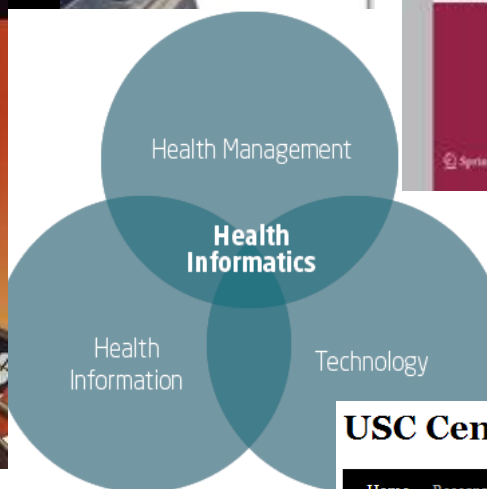 Health Management
Health
Informatics
Health
Information
Technology
USC Cen